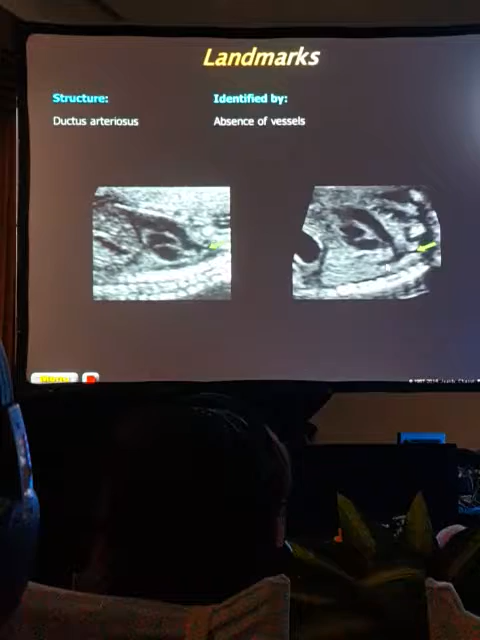 Landmarks
Structure:
Identified by:
Ductus arteriosus
Absence of vessels